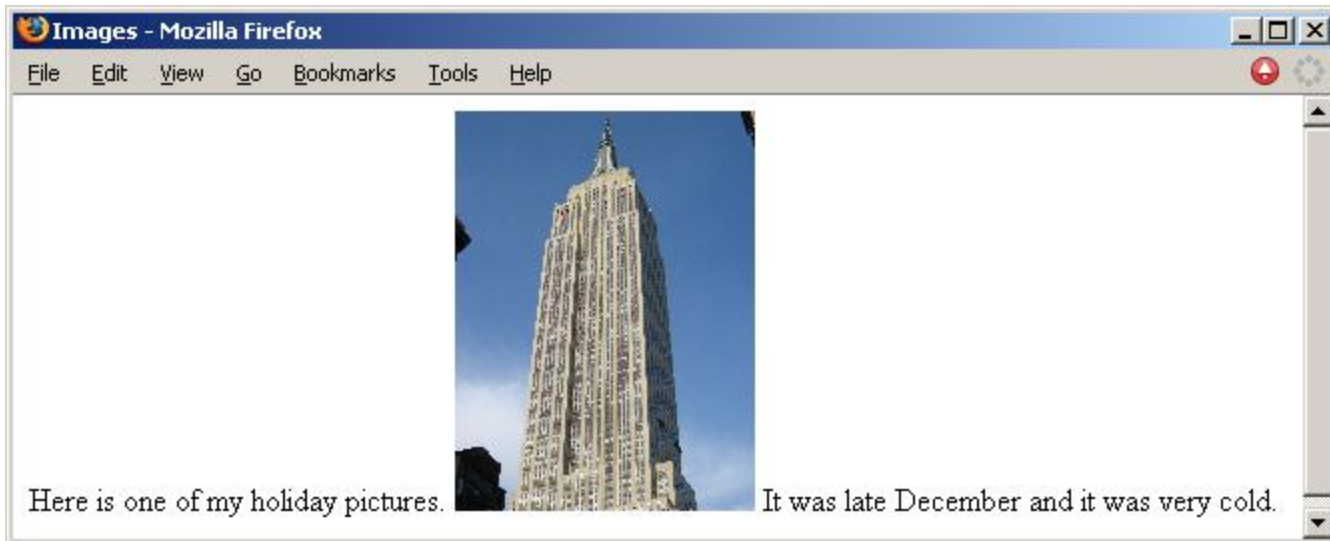 Images - Mozilla Firefox
File Edit View Go Bookmarks Tools Help
Here is one of my holiday pictures. It was late December and it was very cold.